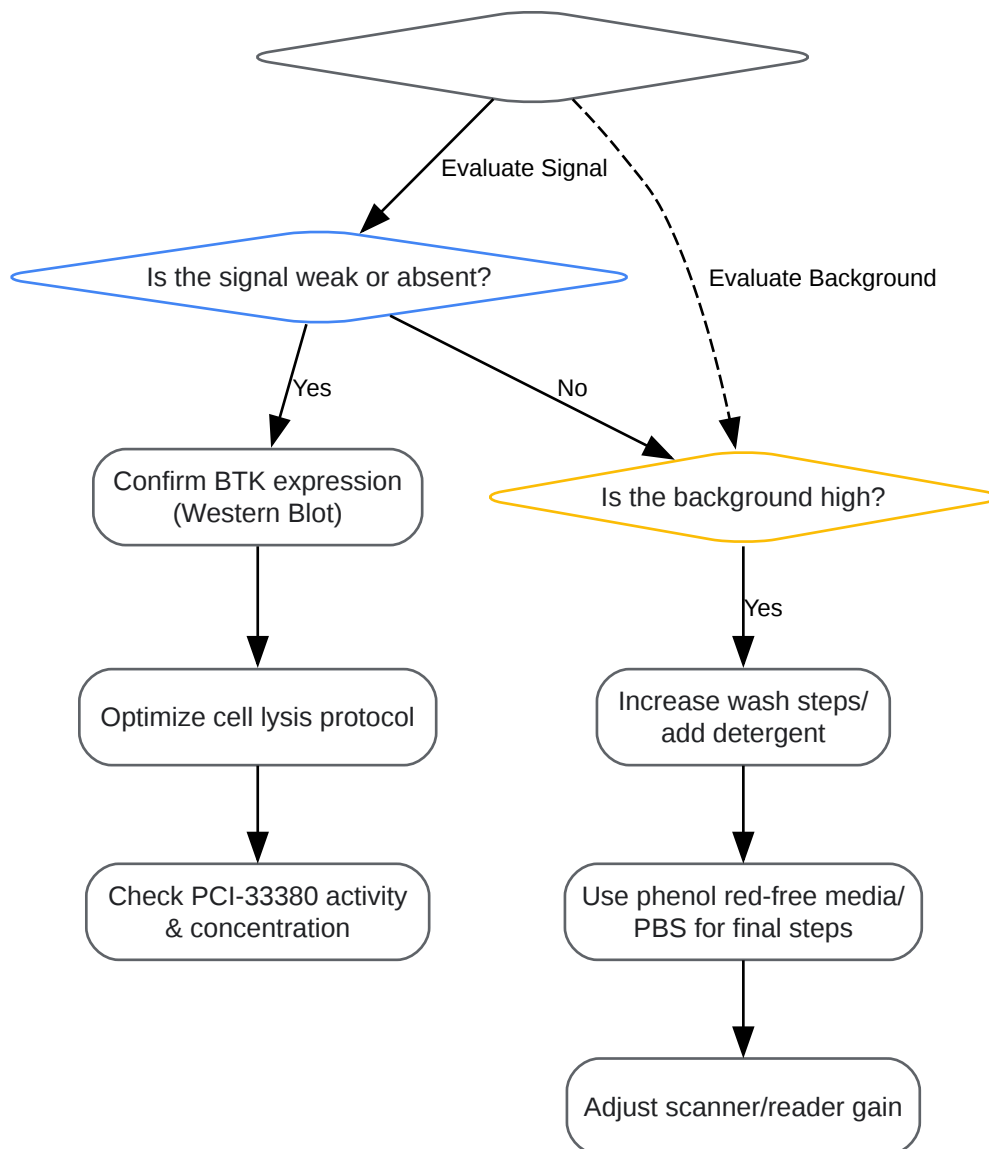 Evaluate Signal
Is the signal weak or absent?
Evaluate Background
Yes
No
Confirm BTK expression
(Western Blot)
Is the background high?
Yes
Optimize cell lysis protocol
Increase wash steps/
add detergent
Check PCI-33380 activity
& concentration
Use phenol red-free media/
PBS for final steps
Adjust scanner/reader gain